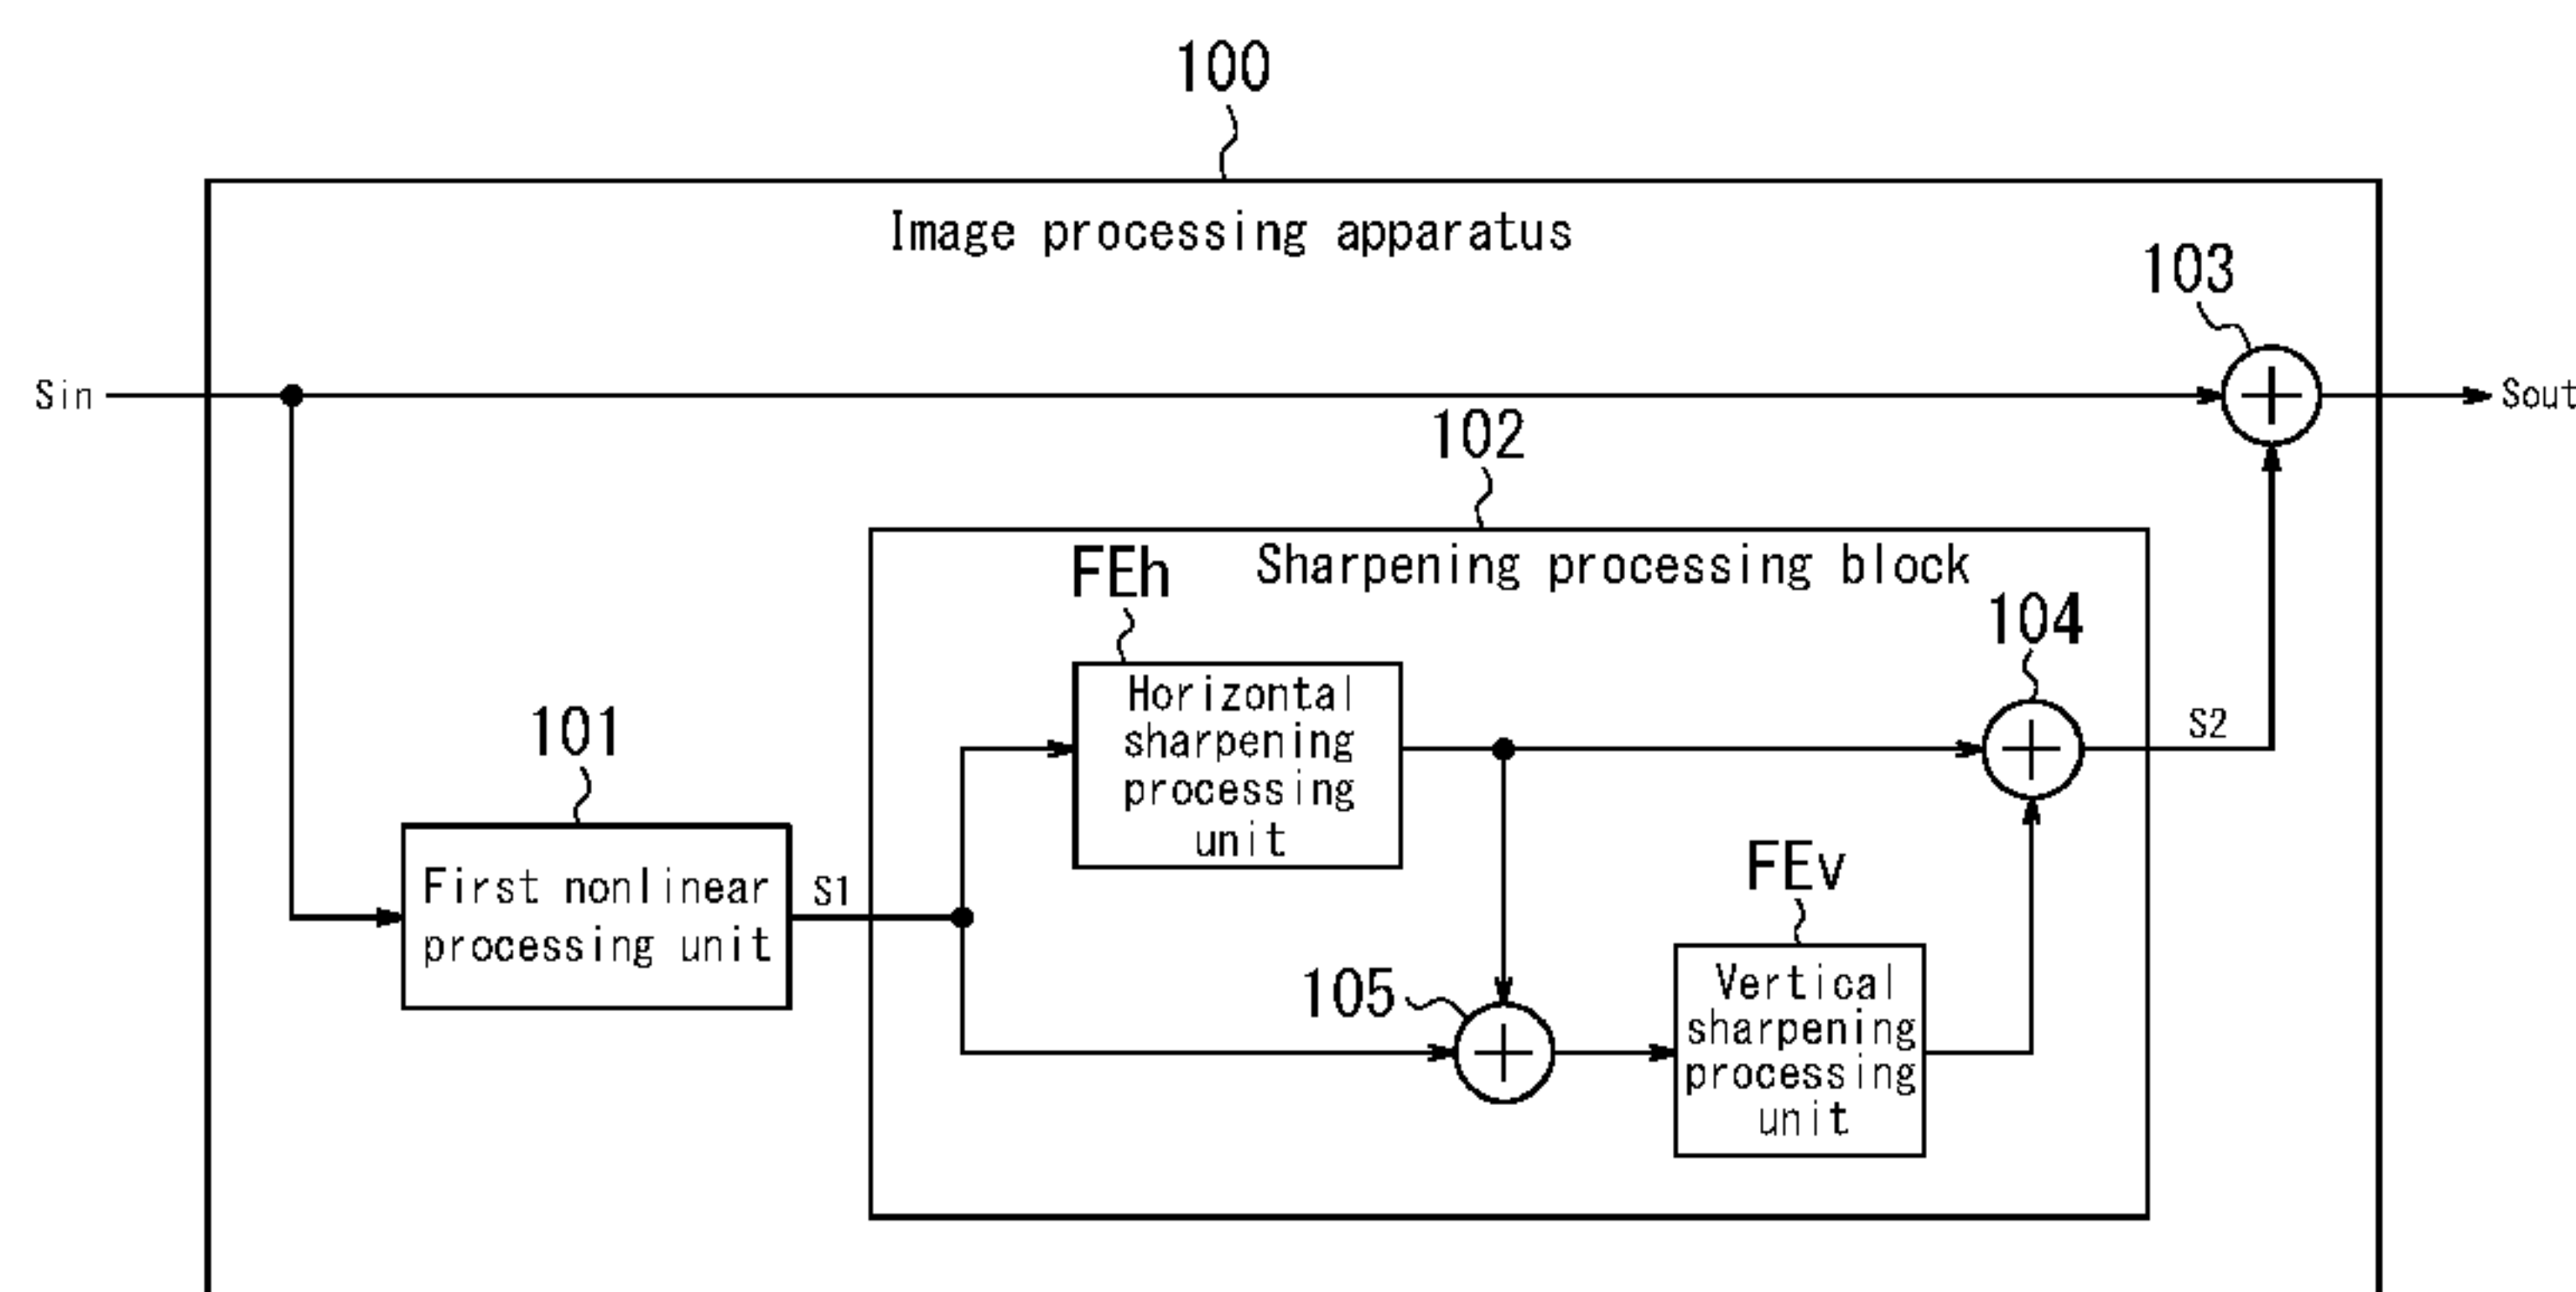 100
Image processing apparatus
103
Sin
Sout
102
Sharpening processing block
FEh
104
Horizontal
sharpening
processing
unit
S2
101
First nonlinear
processing unit
S1
FEv
105
Vertical
sharpening
processing
unit